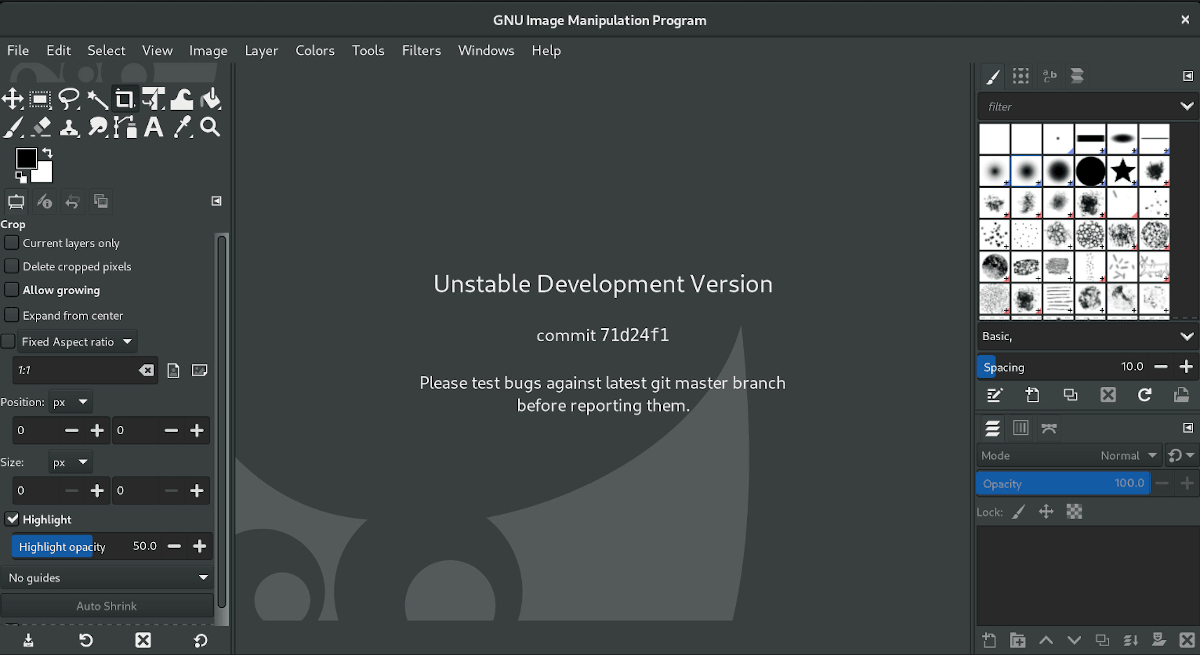 GNU Image Manipulation Program
File Edit Select View Image Layer Colors Tools Filters Windows Help
Crop
Current layers only
Delete cropped pixels
Allow growing
Expand from center
Fixed Aspect ratio
1:1
Position: px
0 0
Size: px
0 0
Highlight
Highlight opacity 50.0
No guides
Auto Shrink
Unstable Development Version
commit 71d24f1
Please test bugs against latest git master branch
before reporting them.
filter
Basic,
Spacing 10.0
Mode Normal
Opacity 100.0
Lock: